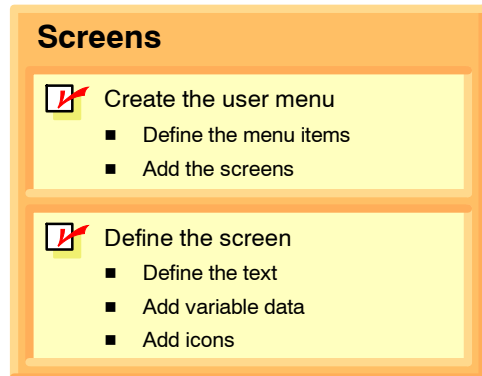 Screens
Create the user menu
■ Define the menu items
■ Add the screens
Define the screen
■ Define the text
■ Add variable data
■ Add icons